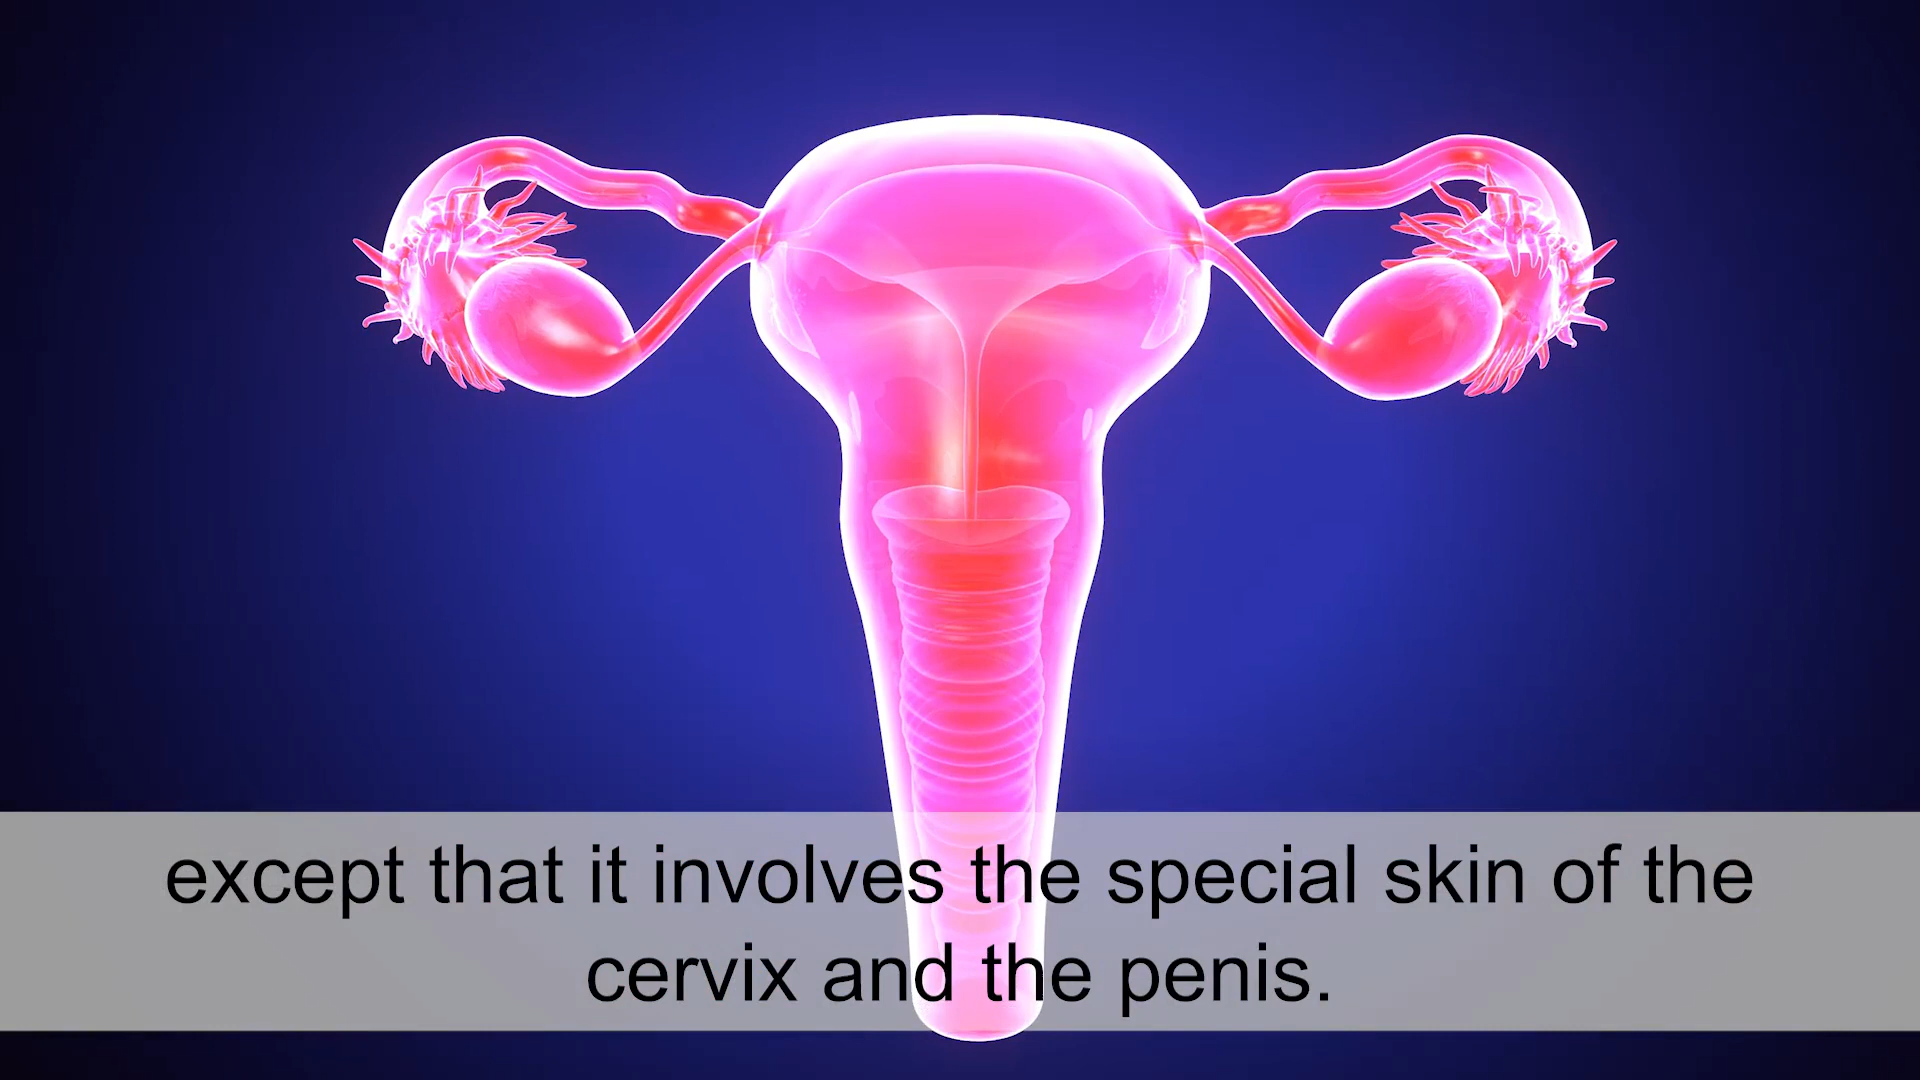 except that it involves the special skin of the
cervix and the penis.